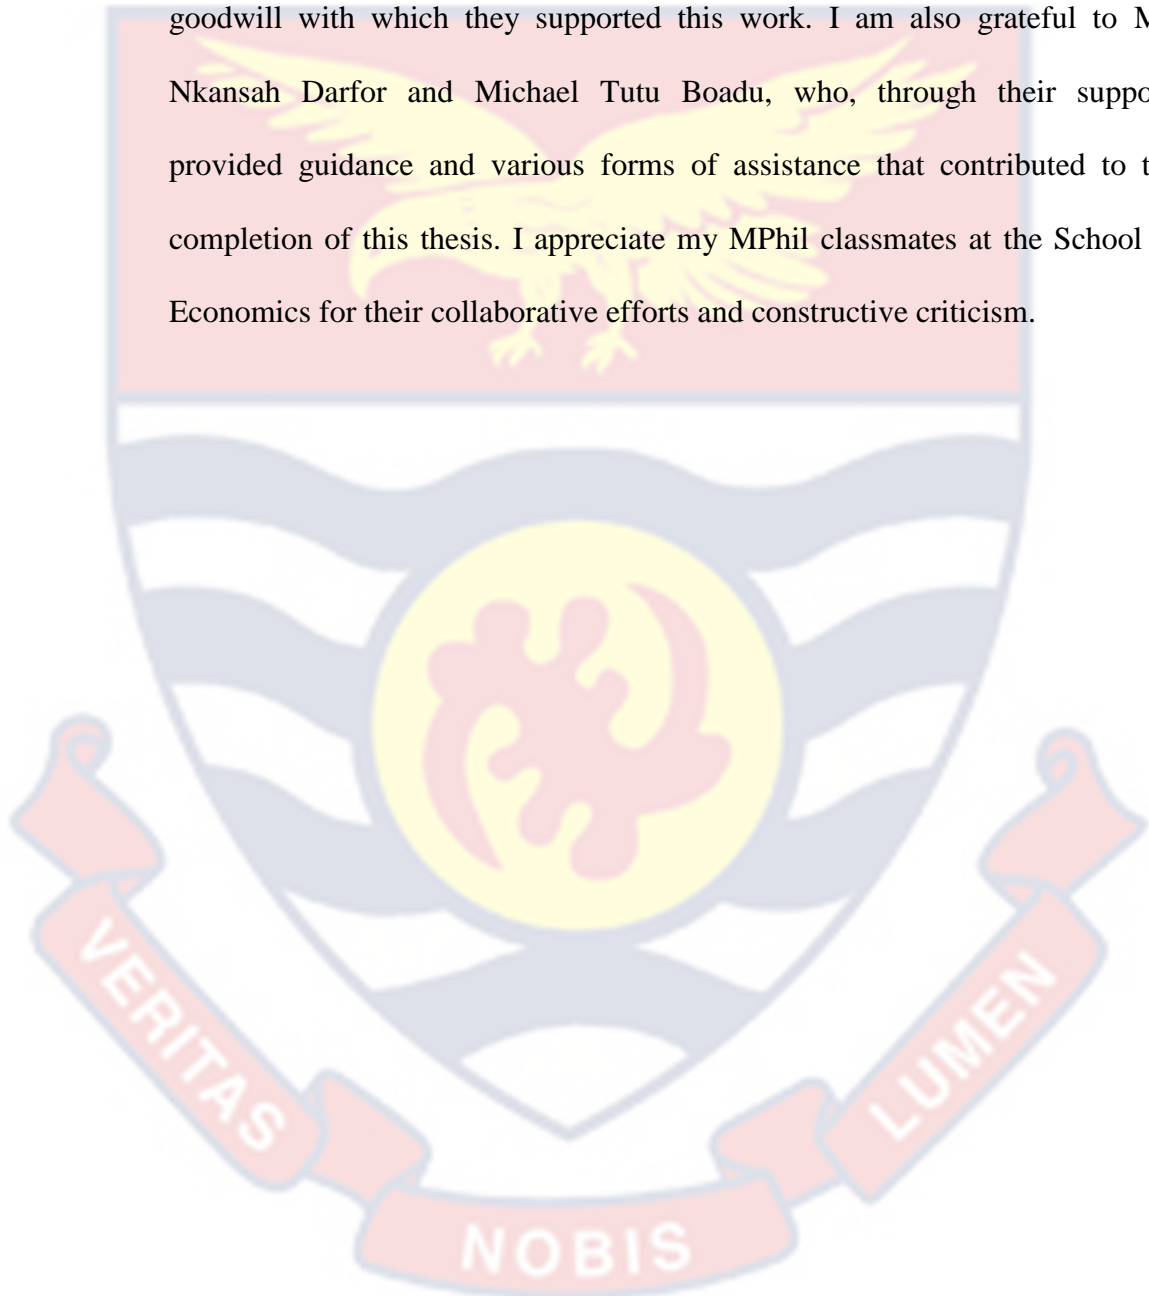 goodwill with which they supported this work. I am also grateful to
Nkansah Darfor and Michael Tutu Boadu, who, through their
provided guidance and various forms of assistance that contributed to
completion of this thesis. I appreciate my MPhil classmates at the School
Economics for their collaborative efforts and constructive criticism.
VERITAS
NOBIS
LUMEN